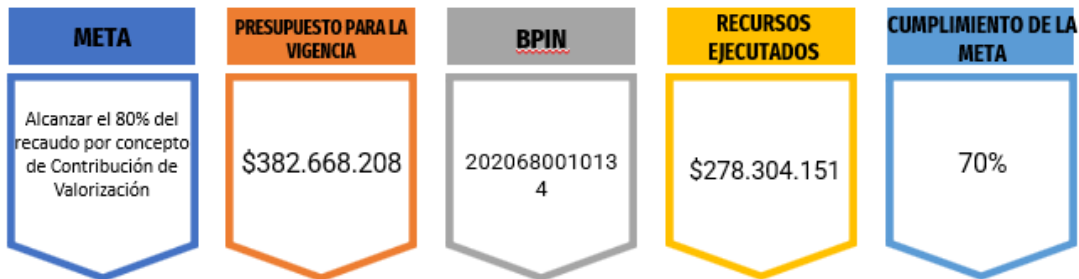 META
Alcanzar el 80% del
recaudo por concepto
de Contribución de
Valorización
PRESUPUESTO PARA LA
VIGENCIA
$382.668.208
BPIN
202068001013
4
RECURSOS
EJECUTADOS
$278.304.151
CUMPLIMIENTO DE LA
META
70%